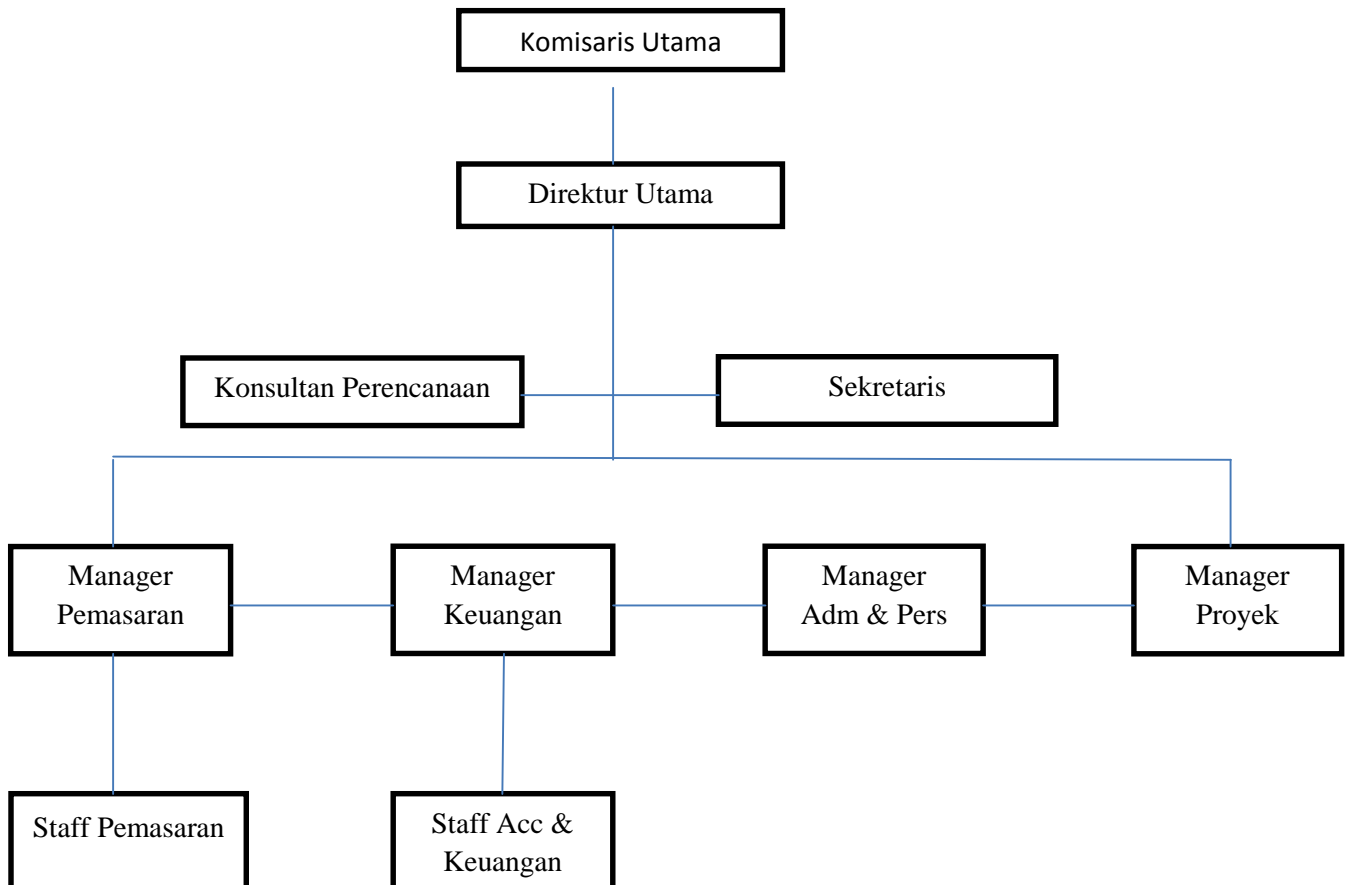 Komisaris Utama
Direktur Utama
Konsultan Perencanaan
Sekretaris
Manager
Pemasaran
Manager
Keuangan
Manager
Adm & Pers
Manager
Proyek
Staff Pemasaran
Staff Acc &
Keuangan